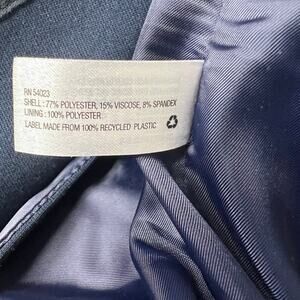 RN 54023
SHELL : 77% POLYESTER, 15% VISCOSE, 8% SPANDEX
LINING : 100% POLYESTER
LABEL MADE FROM 100% RECYCLED PLASTIC